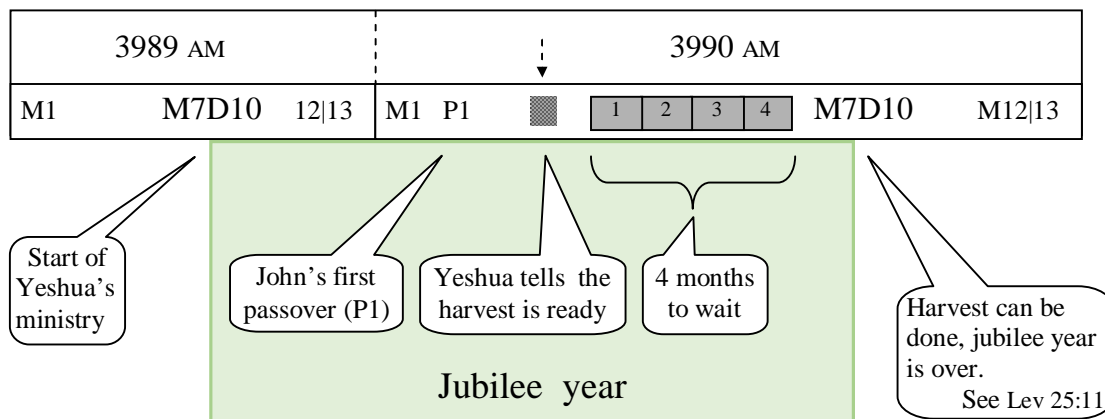 3989 AM
3990 AM
M1 M7D10 12|13 M1 P1 1 2 3 4 M7D10 M12|13
Start of
Yeshua's
ministry
John's first
passover (P1)
Yeshua tells the
harvest is ready
4 months
to wait
Harvest can be
done, jubilee year
is over.
See Lev 25:11
Jubilee year